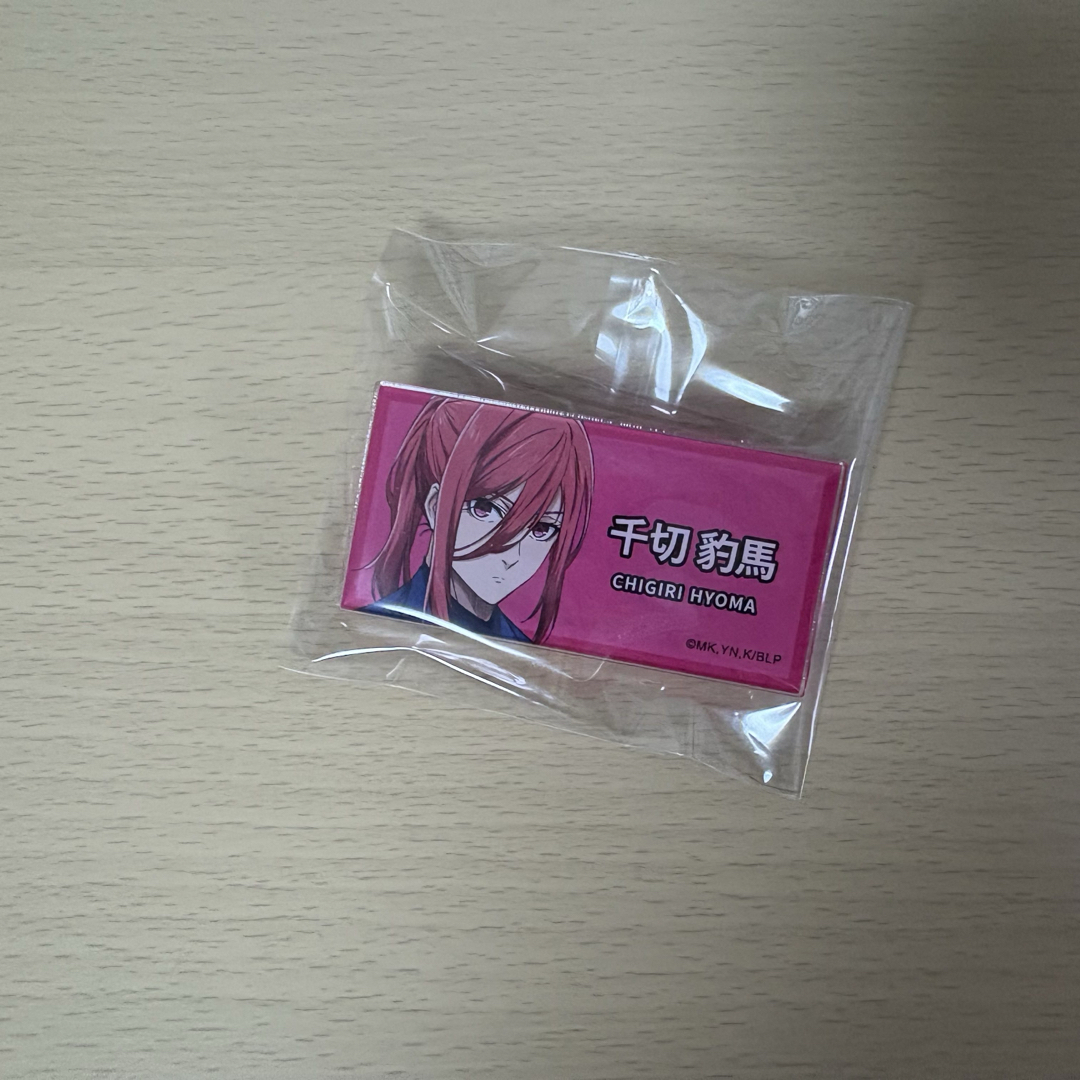 千切 豹馬
CHIGIRI HYOMA
©MK,YN,K/BLP